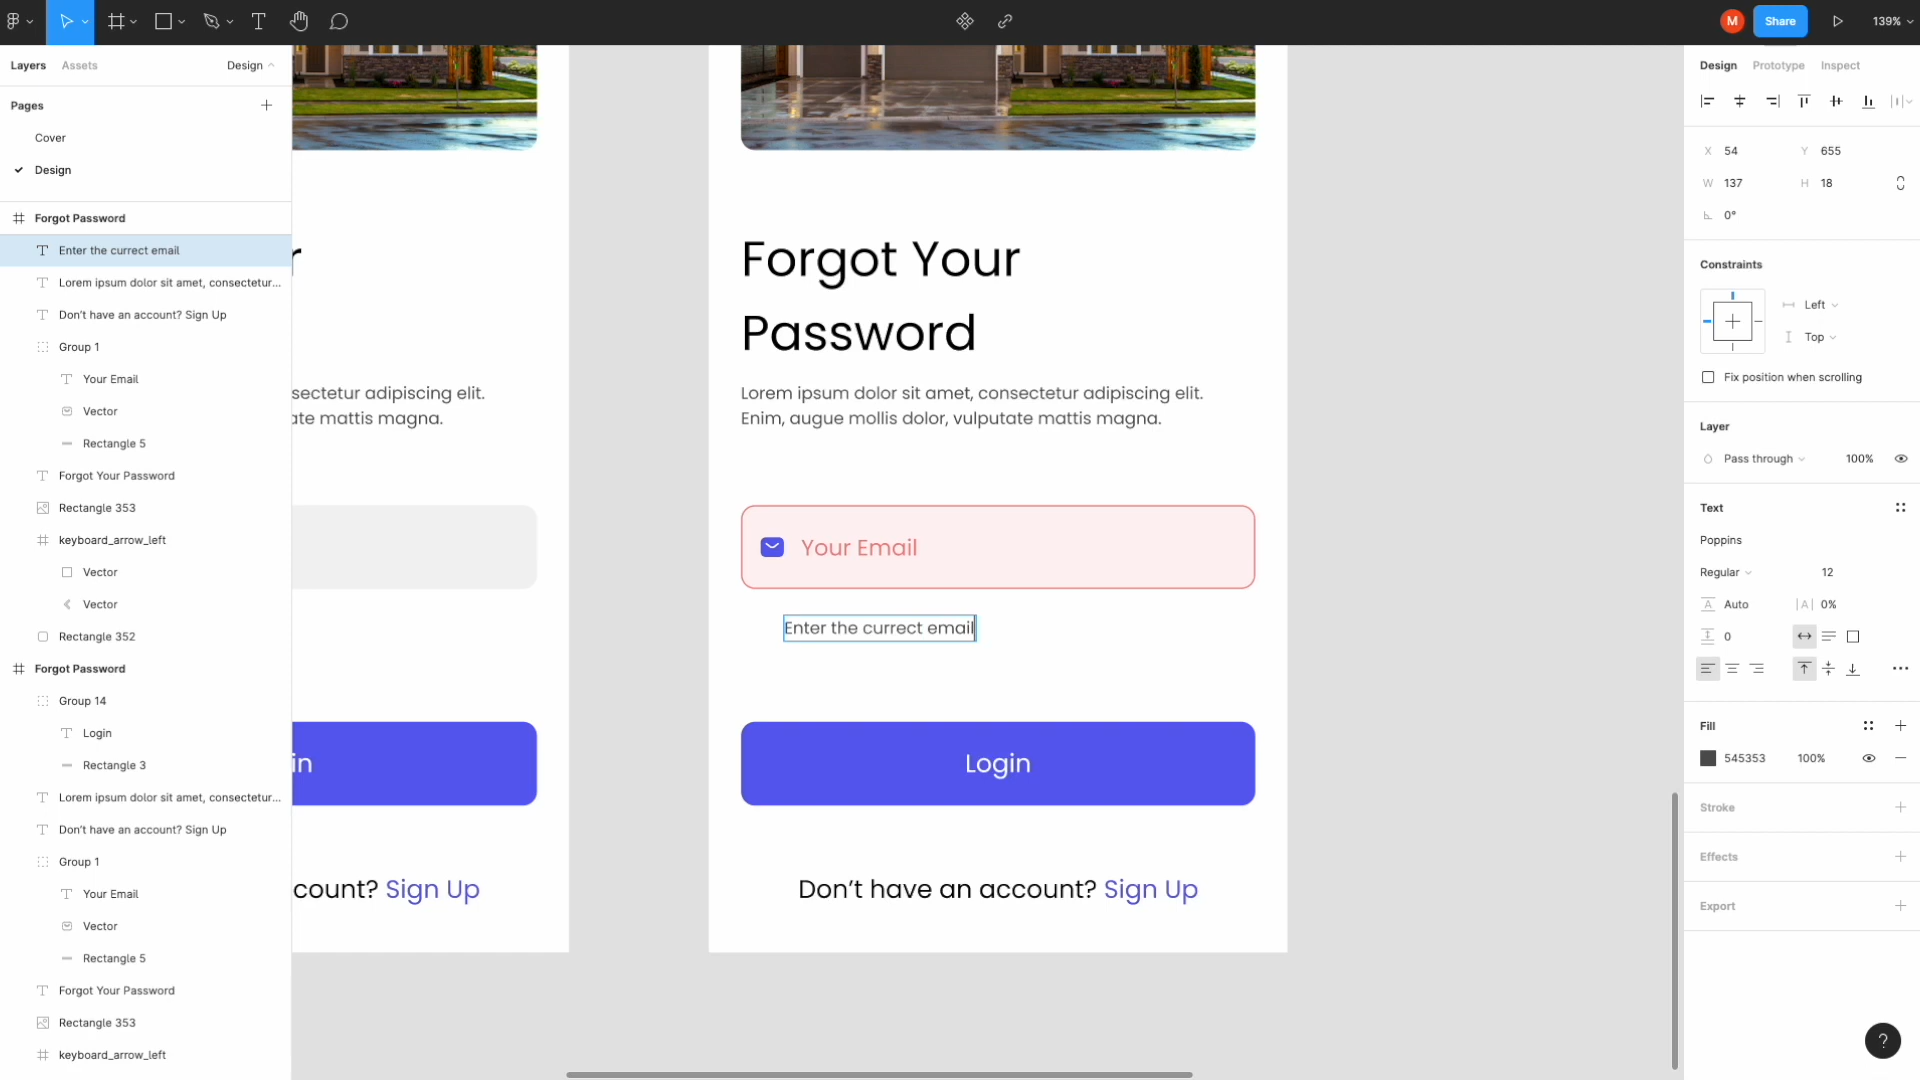 M
Share
139%
Layers
Assets
Design
Pages
Cover
Design
Forgot Password
Enter the currect email
Lorem ipsum dolor sit amet, consectetur...
Don't have an account? Sign Up
Group 1
Your Email
Vector
Rectangle 5
Forgot Your Password
Rectangle 353
keyboard_arrow_left
Vector
Vector
Rectangle 352
Forgot Password
Group 14
Login
Rectangle 3
Lorem ipsum dolor sit amet, consectetur...
Don't have an account? Sign Up
Group 1
Your Email
Vector
Rectangle 5
Forgot Your Password
Rectangle 353
keyboard_arrow_left
r
sectetur adipiscing elit.
ate mattis magna.
in
count? Sign Up
Forgot Your
Password
Lorem ipsum dolor sit amet, consectetur adipiscing elit.
Enim, augue mollis dolor, vulputate mattis magna.
Your Email
Enter the currect email
Login
Don't have an account? Sign Up
Design
Prototype
Inspect
X 54
Y 655
W 137
H 18
0°
Constraints
Left
Top
Fix position when scrolling
Layer
Pass through
100%
Text
Poppins
Regular
12
A Auto
|A| 0%
0
Fill
545353
100%
Stroke
Effects
Export
?